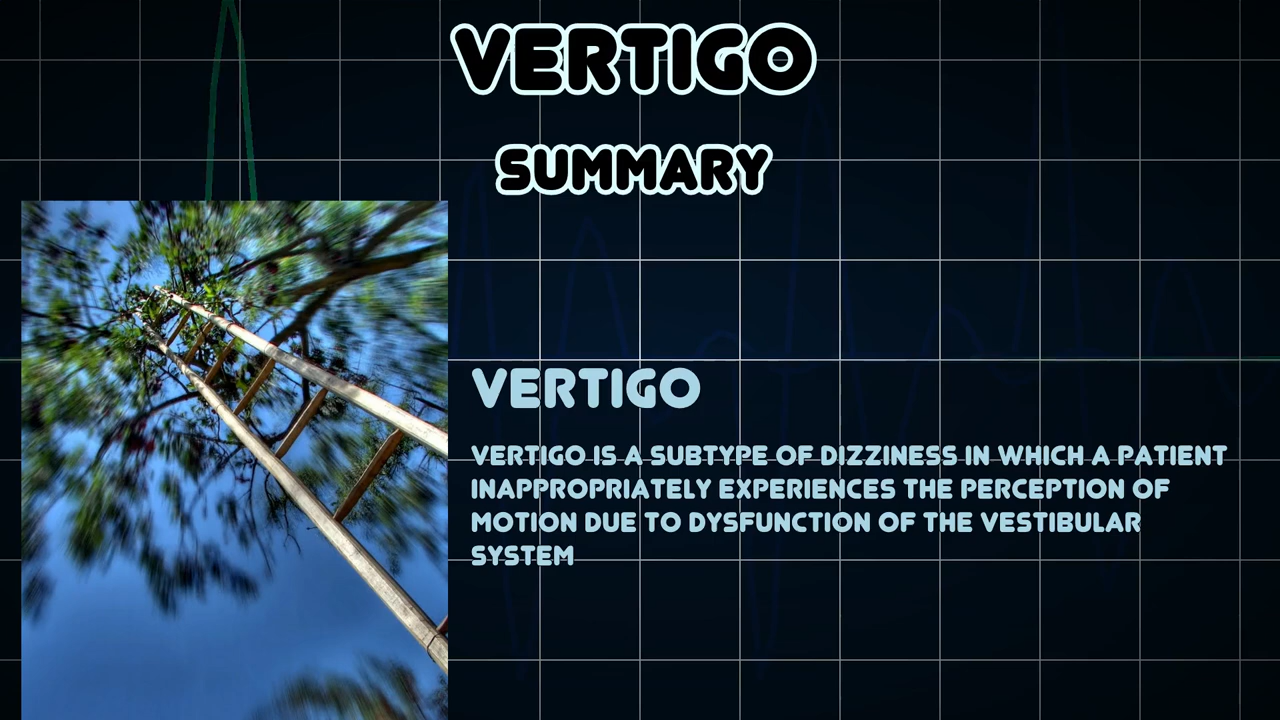 VERTIGO
SUMMARY
VERTIGO
VERTIGO IS A SUBTYPE OF DIZZINESS IN WHICH A PATIENT
INAPPROPRIATELY EXPERIENCES THE PERCEPTION OF
MOTION DUE TO DYSFUNCTION OF THE VESTIBULAR
SYSTEM